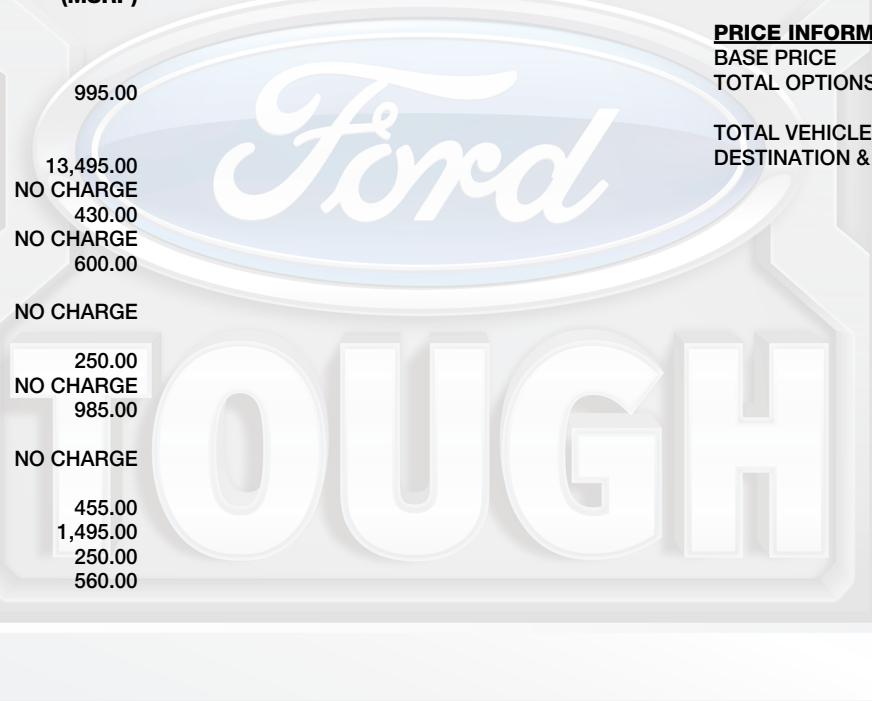 (MSRP)
995.00
13,495.00
NO CHARGE
430.00
NO CHARGE
600.00
NO CHARGE
250.00
NO CHARGE
985.00
NO CHARGE
455.00
1,495.00
250.00
560.00
PRICE INFORM
BASE PRICE
TOTAL OPTIONS
TOTAL VEHICLE
DESTINATION &
Ford
TOUGH